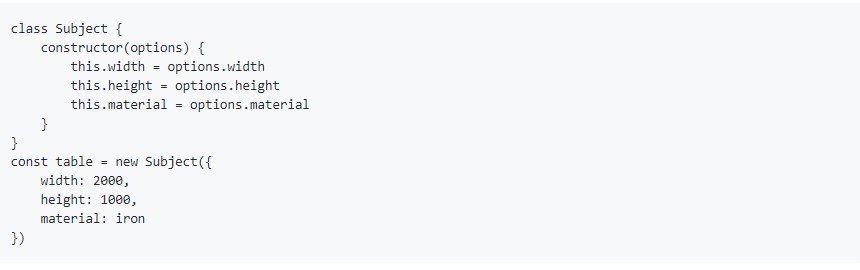 class Subject {
    constructor(options) {
        this.width = options.width
        this.height = options.height
        this.material = options.material
    }
}
const table = new Subject({
    width: 2000,
    height: 1000,
    material: iron
})